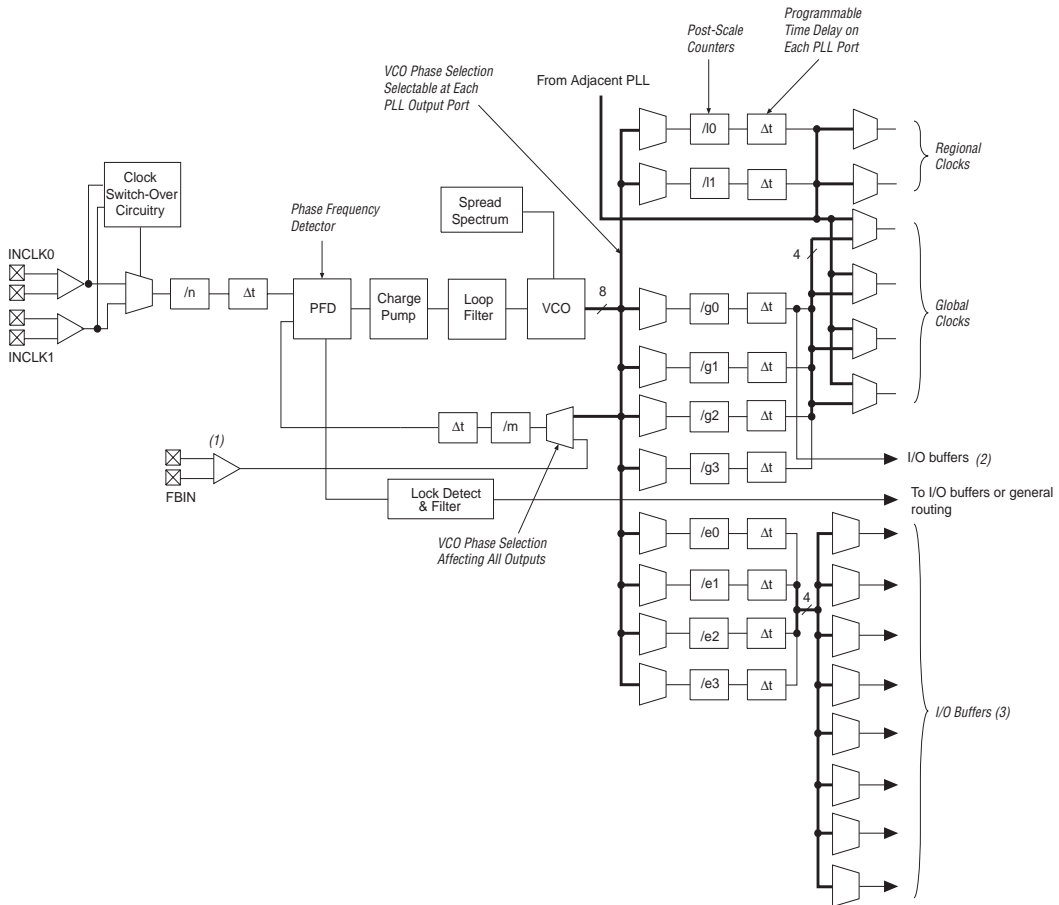 Programmable
Time Delay on
Each PLL Port
Post-Scale
Counters
VCO Phase Selection
Selectable at Each
PLL Output Port
From Adjacent PLL
/l0
Δt
Regional
Clocks
/l1
Δt
Clock
Switch-Over
Circuitry
Spread
Spectrum
Phase Frequency
Detector
4
INCLK0
8
/n
Δt
PFD
Charge
Pump
Loop
Filter
VCO
/g0
Δt
Global
Clocks
INCLK1
/g1
Δt
/g2
Δt
Δt
/m
(1)
I/O buffers (2)
/g3
Δt
FBIN
Lock Detect
& Filter
To I/O buffers or general
routing
VCO Phase Selection
Affecting All Outputs
/e0
Δt
/e1
Δt
4
/e2
Δt
/e3
Δt
I/O Buffers (3)